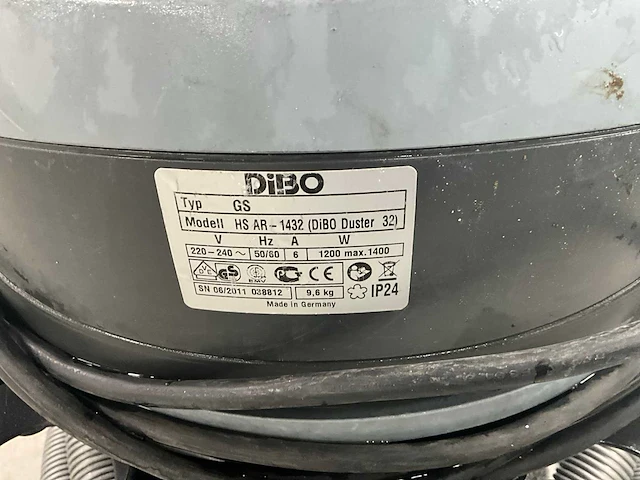 DiBO
Typ GS
Modell HS AR-1432 (DiBO Duster 32)
V Hz A W
220-240 ~ 50/60 6 1200 max.1400
GS EMV CE
SN 06/2011 038812 9,6 kg IP24
Made in Germany